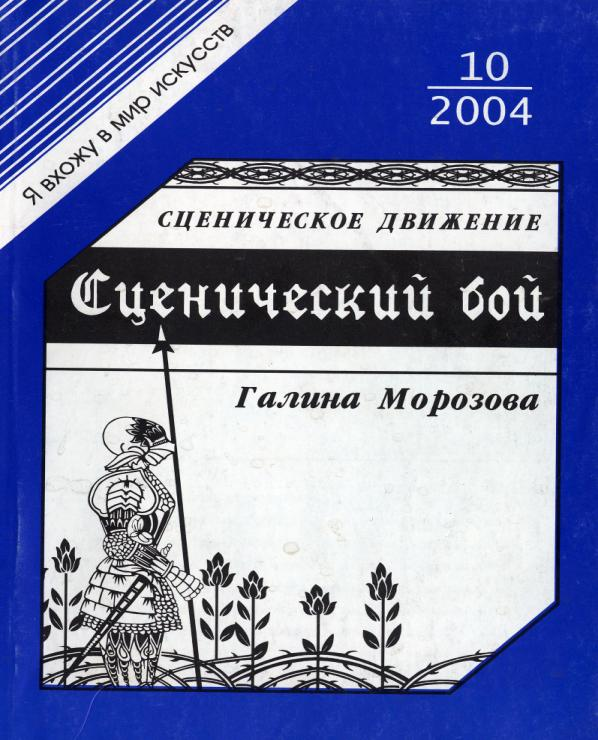 Я вхожу в мир искусств
10
2004
СЦЕНИЧЕСКОЕ ДВИЖЕНИЕ
Сценический бой
Галина Морозова